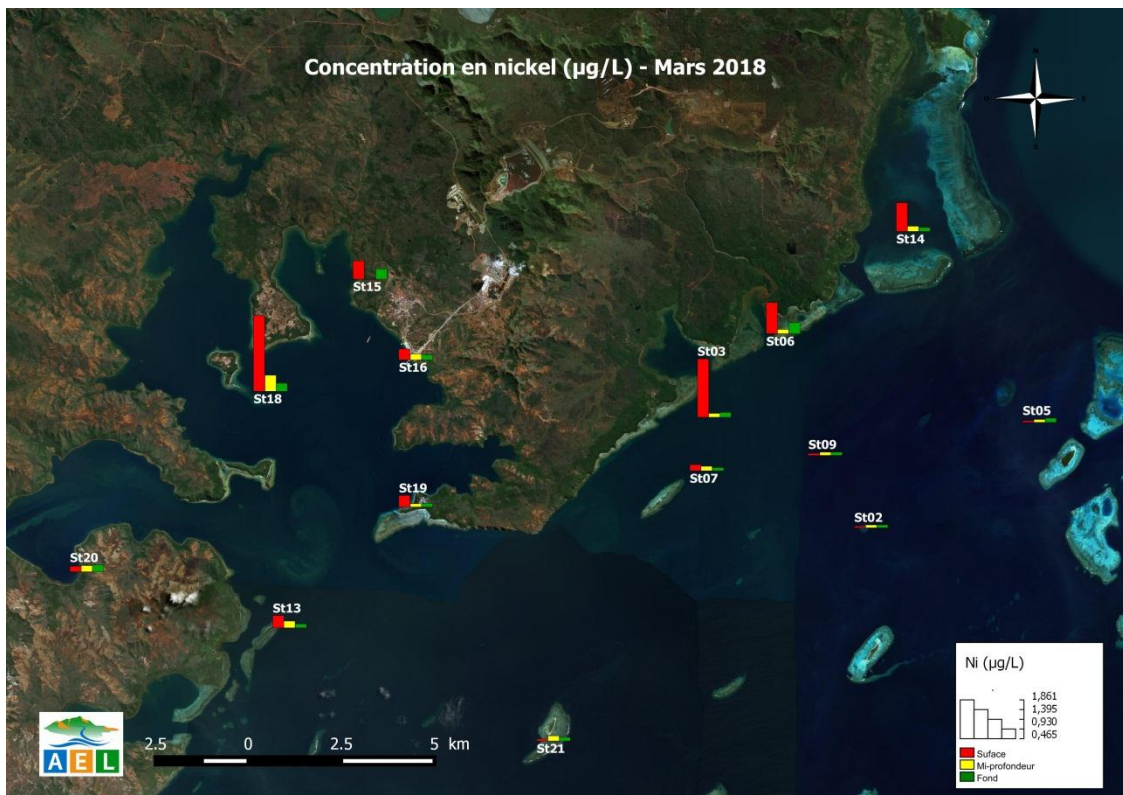 Concentration en nickel (µg/L) - Mars 2018
N
O
E
S
St14
St15
St06
St03
St16
St18
St05
St09
St07
St19
St02
St20
St13
St21
Ni (µg/L)
1,861
1,395
0,930
0,465
Suface
Mi-profondeur
Fond
AEL
2.5 0 2.5 5 km